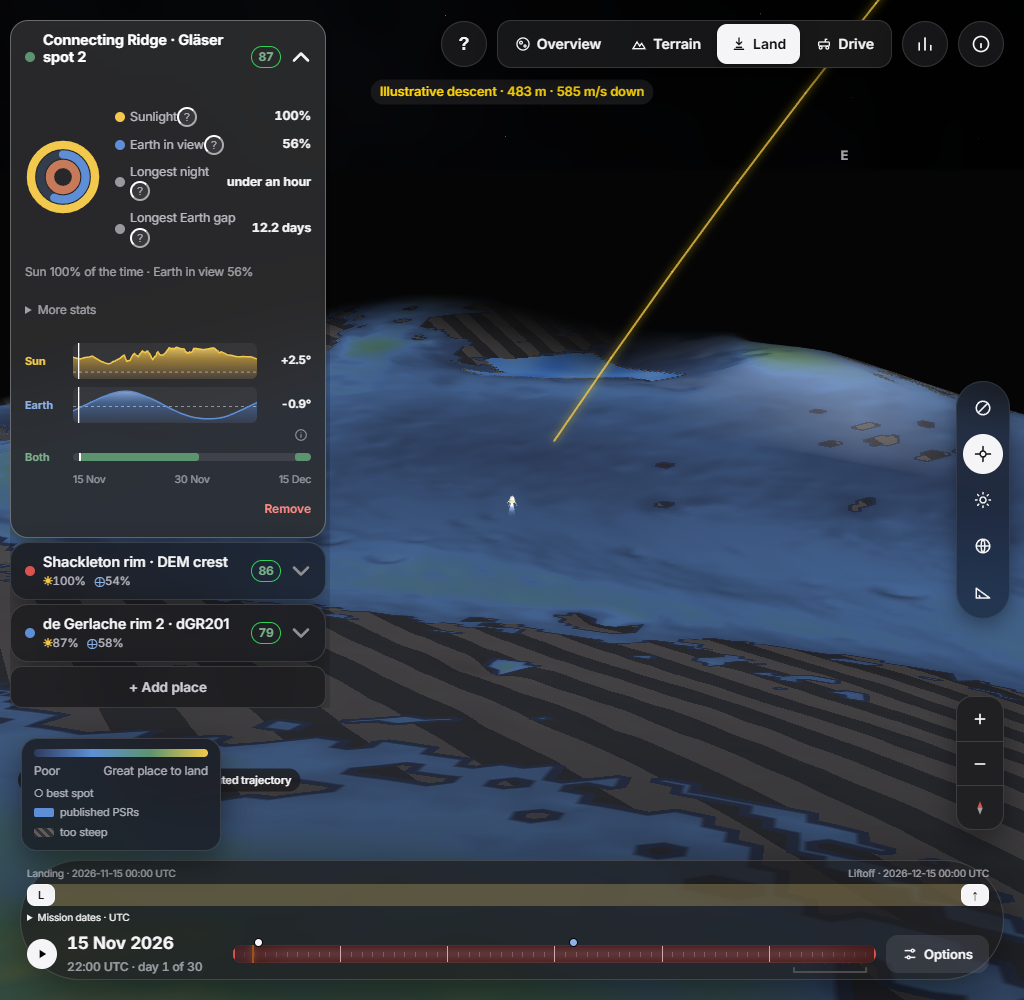 Connecting Ridge · Gläser
spot 2
87
?
Overview
Terrain
Land
Drive
Illustrative descent · 483 m · 585 m/s down
E
Sunlight ? 100%
Earth in view ? 56%
Longest night ? under an hour
Longest Earth gap ? 12.2 days
Sun 100% of the time · Earth in view 56%
More stats
Sun +2.5°
Earth -0.9°
Both
15 Nov 30 Nov 15 Dec
Remove
Shackleton rim · DEM crest
86
100% 54%
de Gerlache rim 2 · dGR201
79
87% 58%
+ Add place
Poor Great place to land
best spot
published PSRs
too steep
trajectory
Landing · 2026-11-15 00:00 UTC
Liftoff · 2026-12-15 00:00 UTC
L
↑
Mission dates · UTC
15 Nov 2026
22:00 UTC · day 1 of 30
Options
+
−